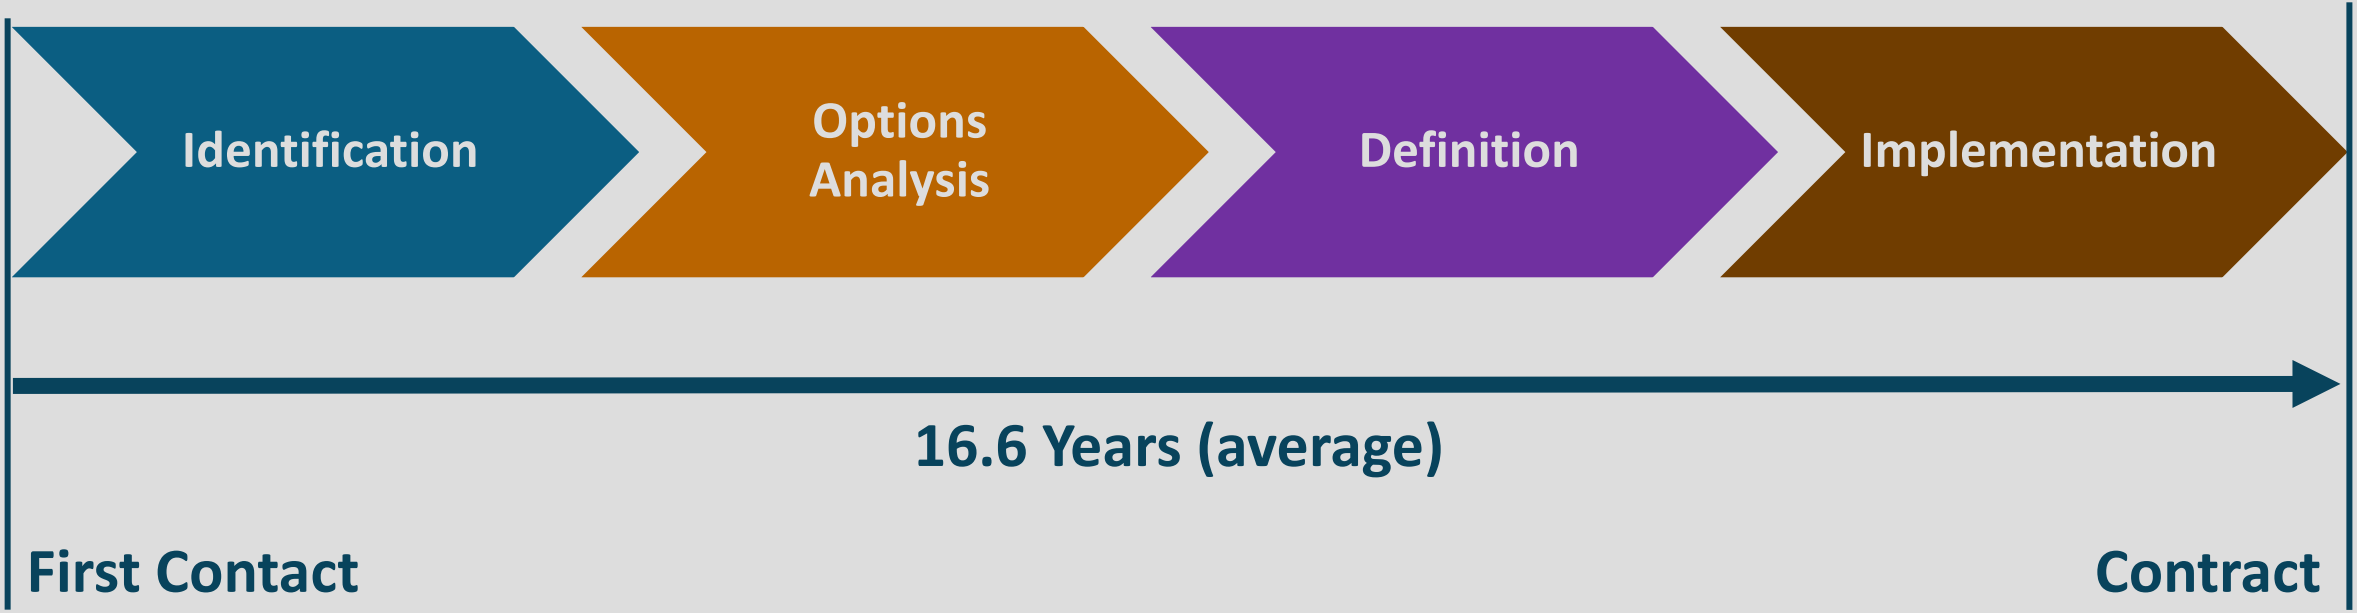 Identification
Options
Analysis
Definition
Implementation
16.6 Years (average)
First Contact
Contract